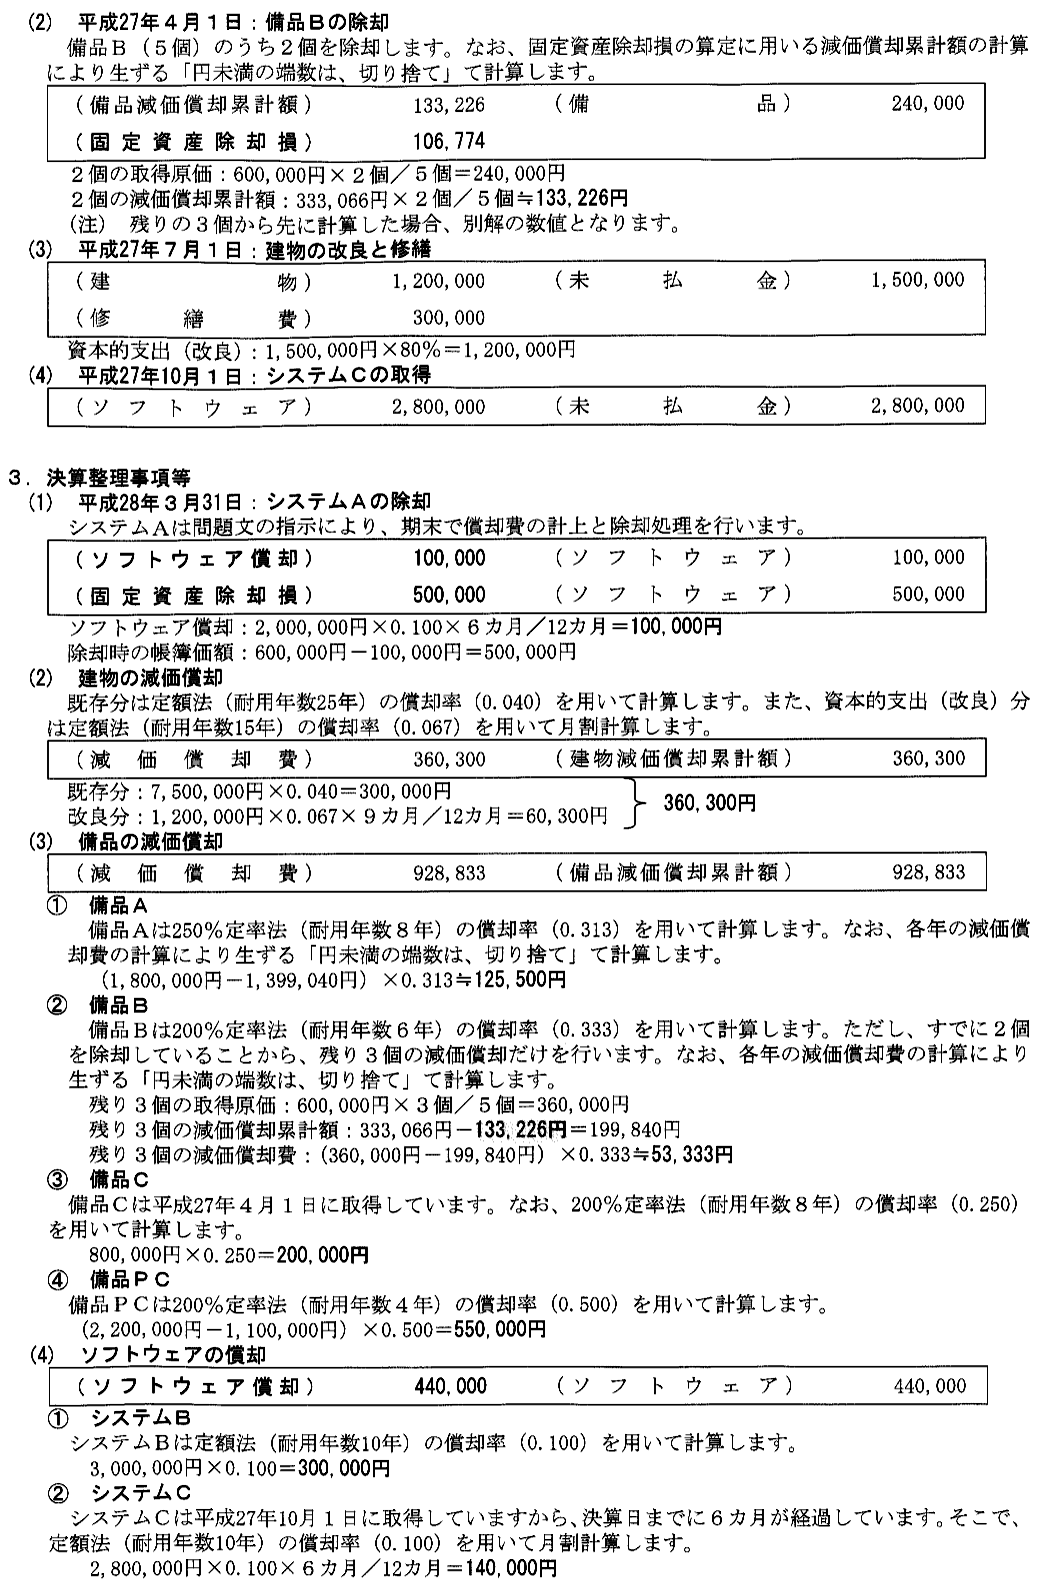 (2) 平成27年4月1日：備品Bの除却
備品B（5個）のうち2個を除却します。なお、固定資産除却損の算定に用いる減価償却累計額の計算
により生ずる「円未満の端数は、切り捨て」て計算します。
（備品減価償却累計額） 133,226 （備品） 240,000
（固定資産除却損） 106,774
2個の取得原価：600,000円×2個／5個＝240,000円
2個の減価償却累計額：333,066円×2個／5個≒133,226円
(注) 残りの3個から先に計算した場合、別解の数値となります。
(3) 平成27年7月1日：建物の改良と修繕
（建物） 1,200,000 （未払金） 1,500,000
（修繕費） 300,000
資本的支出（改良）：1,500,000円×80％＝1,200,000円
(4) 平成27年10月1日：システムCの取得
（ソフトウェア） 2,800,000 （未払金） 2,800,000
3．決算整理事項等
(1) 平成28年3月31日：システムAの除却
システムAは問題文の指示により、期末で償却費の計上と除却処理を行います。
（ソフトウェア償却） 100,000 （ソフトウェア） 100,000
（固定資産除却損） 500,000 （ソフトウェア） 500,000
ソフトウェア償却：2,000,000円×0.100×6カ月／12カ月＝100,000円
除却時の帳簿価額：600,000円－100,000円＝500,000円
(2) 建物の減価償却
既存分は定額法（耐用年数25年）の償却率（0.040）を用いて計算します。また、資本的支出（改良）分
は定額法（耐用年数15年）の償却率（0.067）を用いて月割計算します。
（減価償却費） 360,300 （建物減価償却累計額） 360,300
既存分：7,500,000円×0.040＝300,000円
改良分：1,200,000円×0.067×9カ月／12カ月＝60,300円
360,300円
(3) 備品の減価償却
（減価償却費） 928,833 （備品減価償却累計額） 928,833
① 備品A
備品Aは250％定率法（耐用年数8年）の償却率（0.313）を用いて計算します。なお、各年の減価償
却費の計算により生ずる「円未満の端数は、切り捨て」て計算します。
（1,800,000円－1,399,040円）×0.313≒125,500円
② 備品B
備品Bは200％定率法（耐用年数6年）の償却率（0.333）を用いて計算します。ただし、すでに2個
を除却していることから、残り3個の減価償却だけを行います。なお、各年の減価償却費の計算により
生ずる「円未満の端数は、切り捨て」て計算します。
残り3個の取得原価：600,000円×3個／5個＝360,000円
残り3個の減価償却累計額：333,066円－133,226円＝199,840円
残り3個の減価償却費：（360,000円－199,840円）×0.333≒53,333円
③ 備品C
備品Cは平成27年4月1日に取得しています。なお、200％定率法（耐用年数8年）の償却率（0.250）
を用いて計算します。
800,000円×0.250＝200,000円
④ 備品PC
備品PCは200％定率法（耐用年数4年）の償却率（0.500）を用いて計算します。
（2,200,000円－1,100,000円）×0.500＝550,000円
(4) ソフトウェアの償却
（ソフトウェア償却） 440,000 （ソフトウェア） 440,000
① システムB
システムBは定額法（耐用年数10年）の償却率（0.100）を用いて計算します。
3,000,000円×0.100＝300,000円
② システムC
システムCは平成27年10月1日に取得していますから、決算日までに6カ月が経過しています。そこで、
定額法（耐用年数10年）の償却率（0.100）を用いて月割計算します。
2,800,000円×0.100×6カ月／12カ月＝140,000円